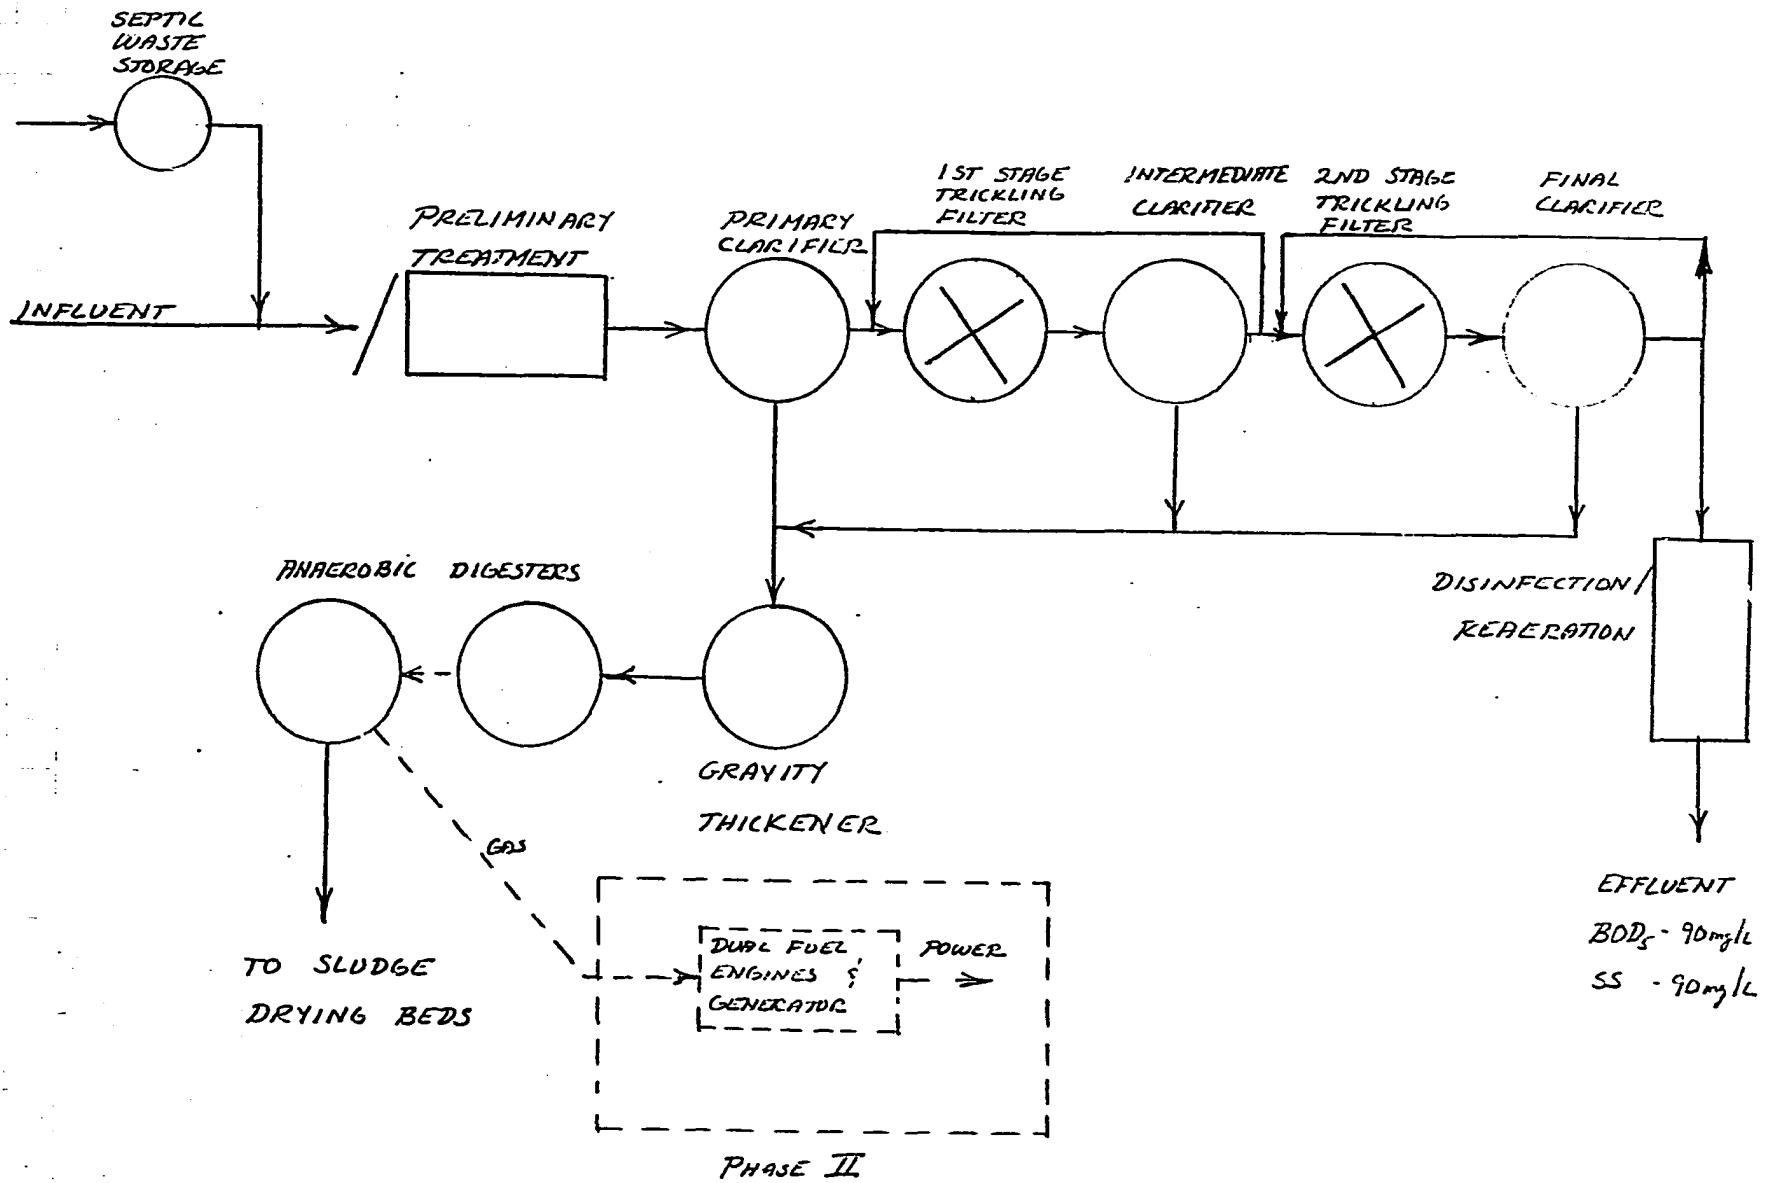 SEPTIC
WASTE
STORAGE
INFLUENT
PRELIMINARY
TREATMENT
PRIMARY
CLARIFIER
1ST STAGE
TRICKLING
FILTER
INTERMEDIATE
CLARIFIER
2ND STAGE
TRICKLING
FILTER
FINAL
CLARIFIER
ANAEROBIC DIGESTERS
GRAVITY
THICKENER
DISINFECTION/
REAERATION
GAS
TO SLUDGE
DRYING BEDS
DUAL FUEL
ENGINES &
GENERATOR
POWER
EFFLUENT
BOD5 - 90mg/L
SS - 90mg/L
PHASE II